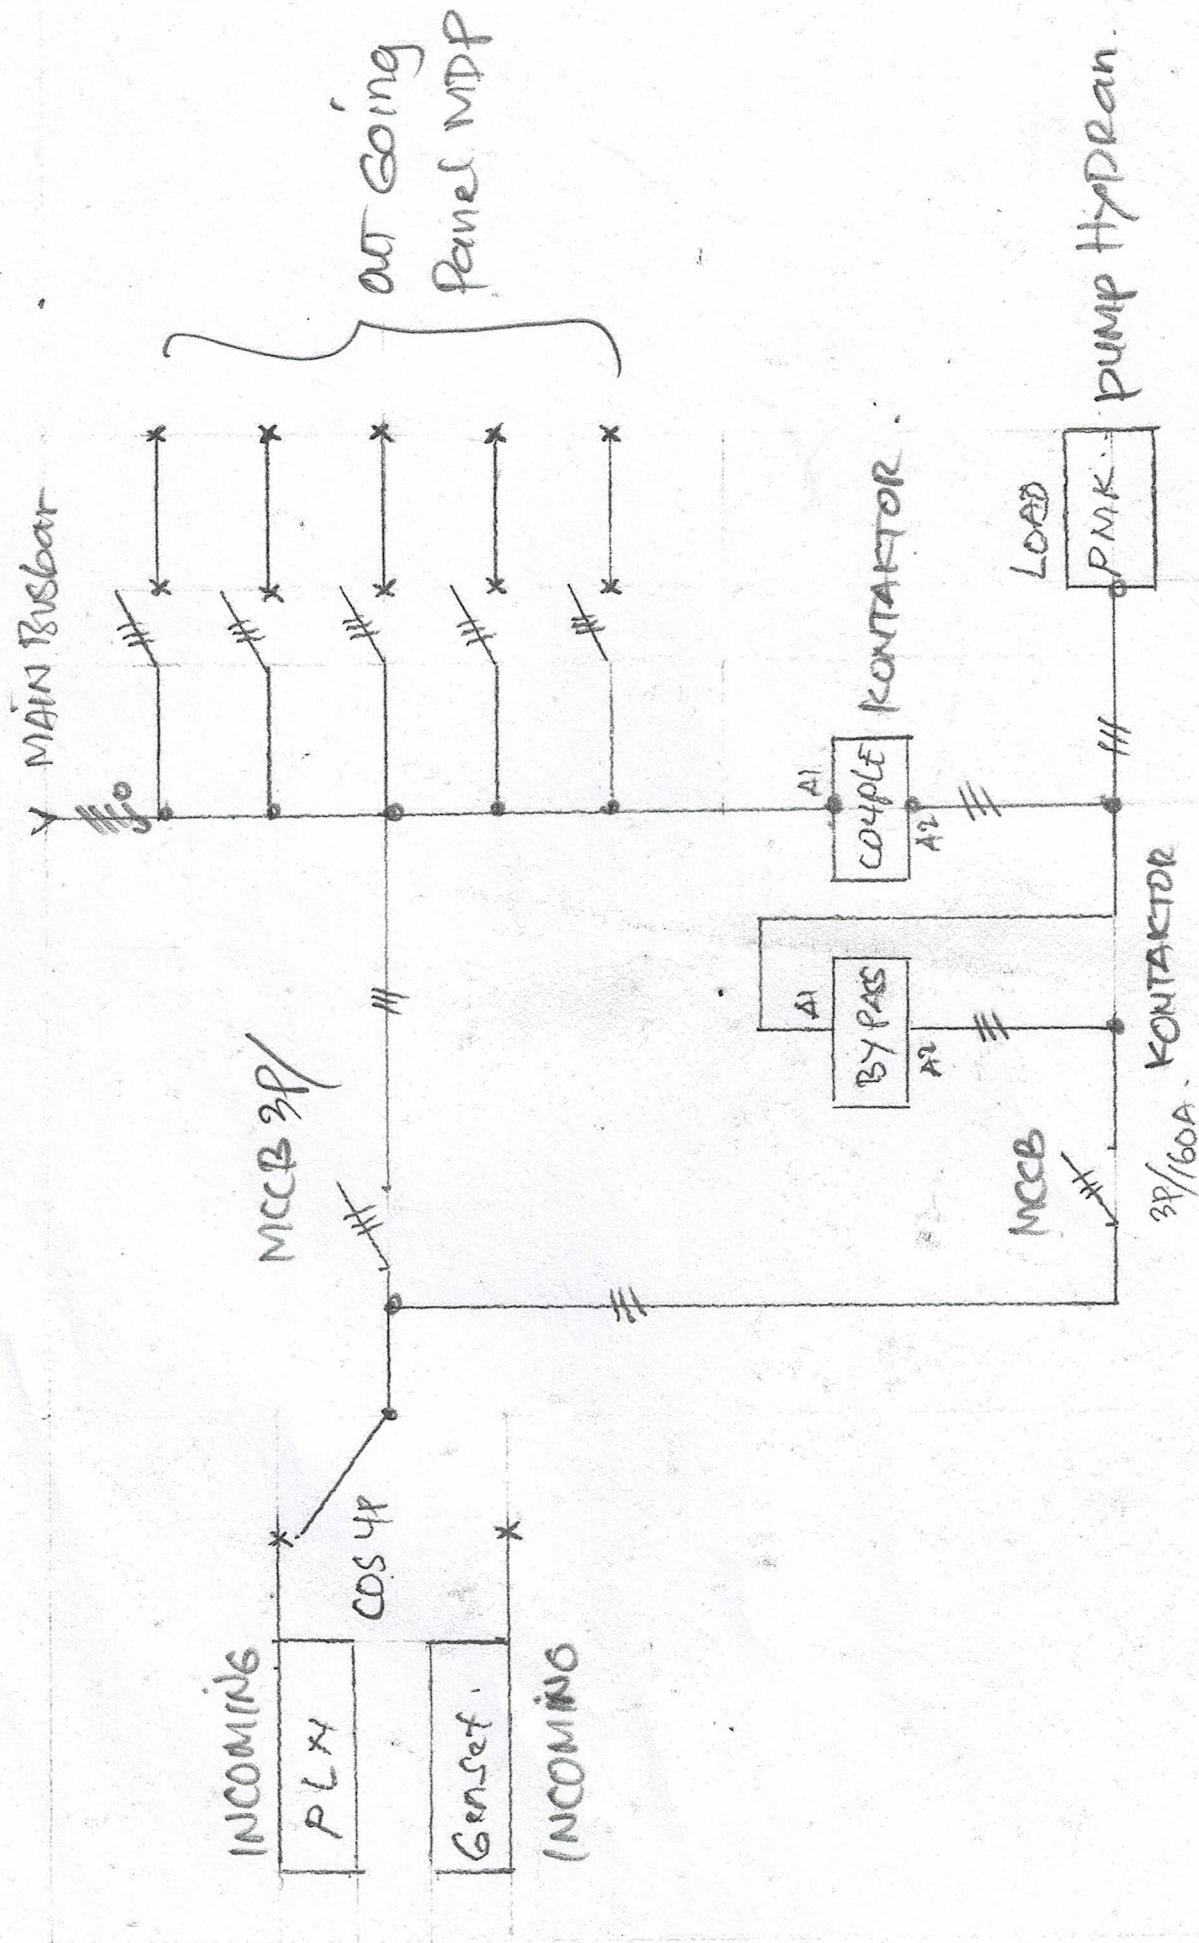 MAIN Busbar
OUT Going
Panel MDP
MCCB 3P/
INCOMING
PLN
COS 4P
Genset.
INCOMING
A1
COUPLE
A2
KONTAKTOR.
A1
BY PAS
A2
MCCB
3P/160A.
KONTAKTOR
LOAD
PMK.
PUMP HYDRan.